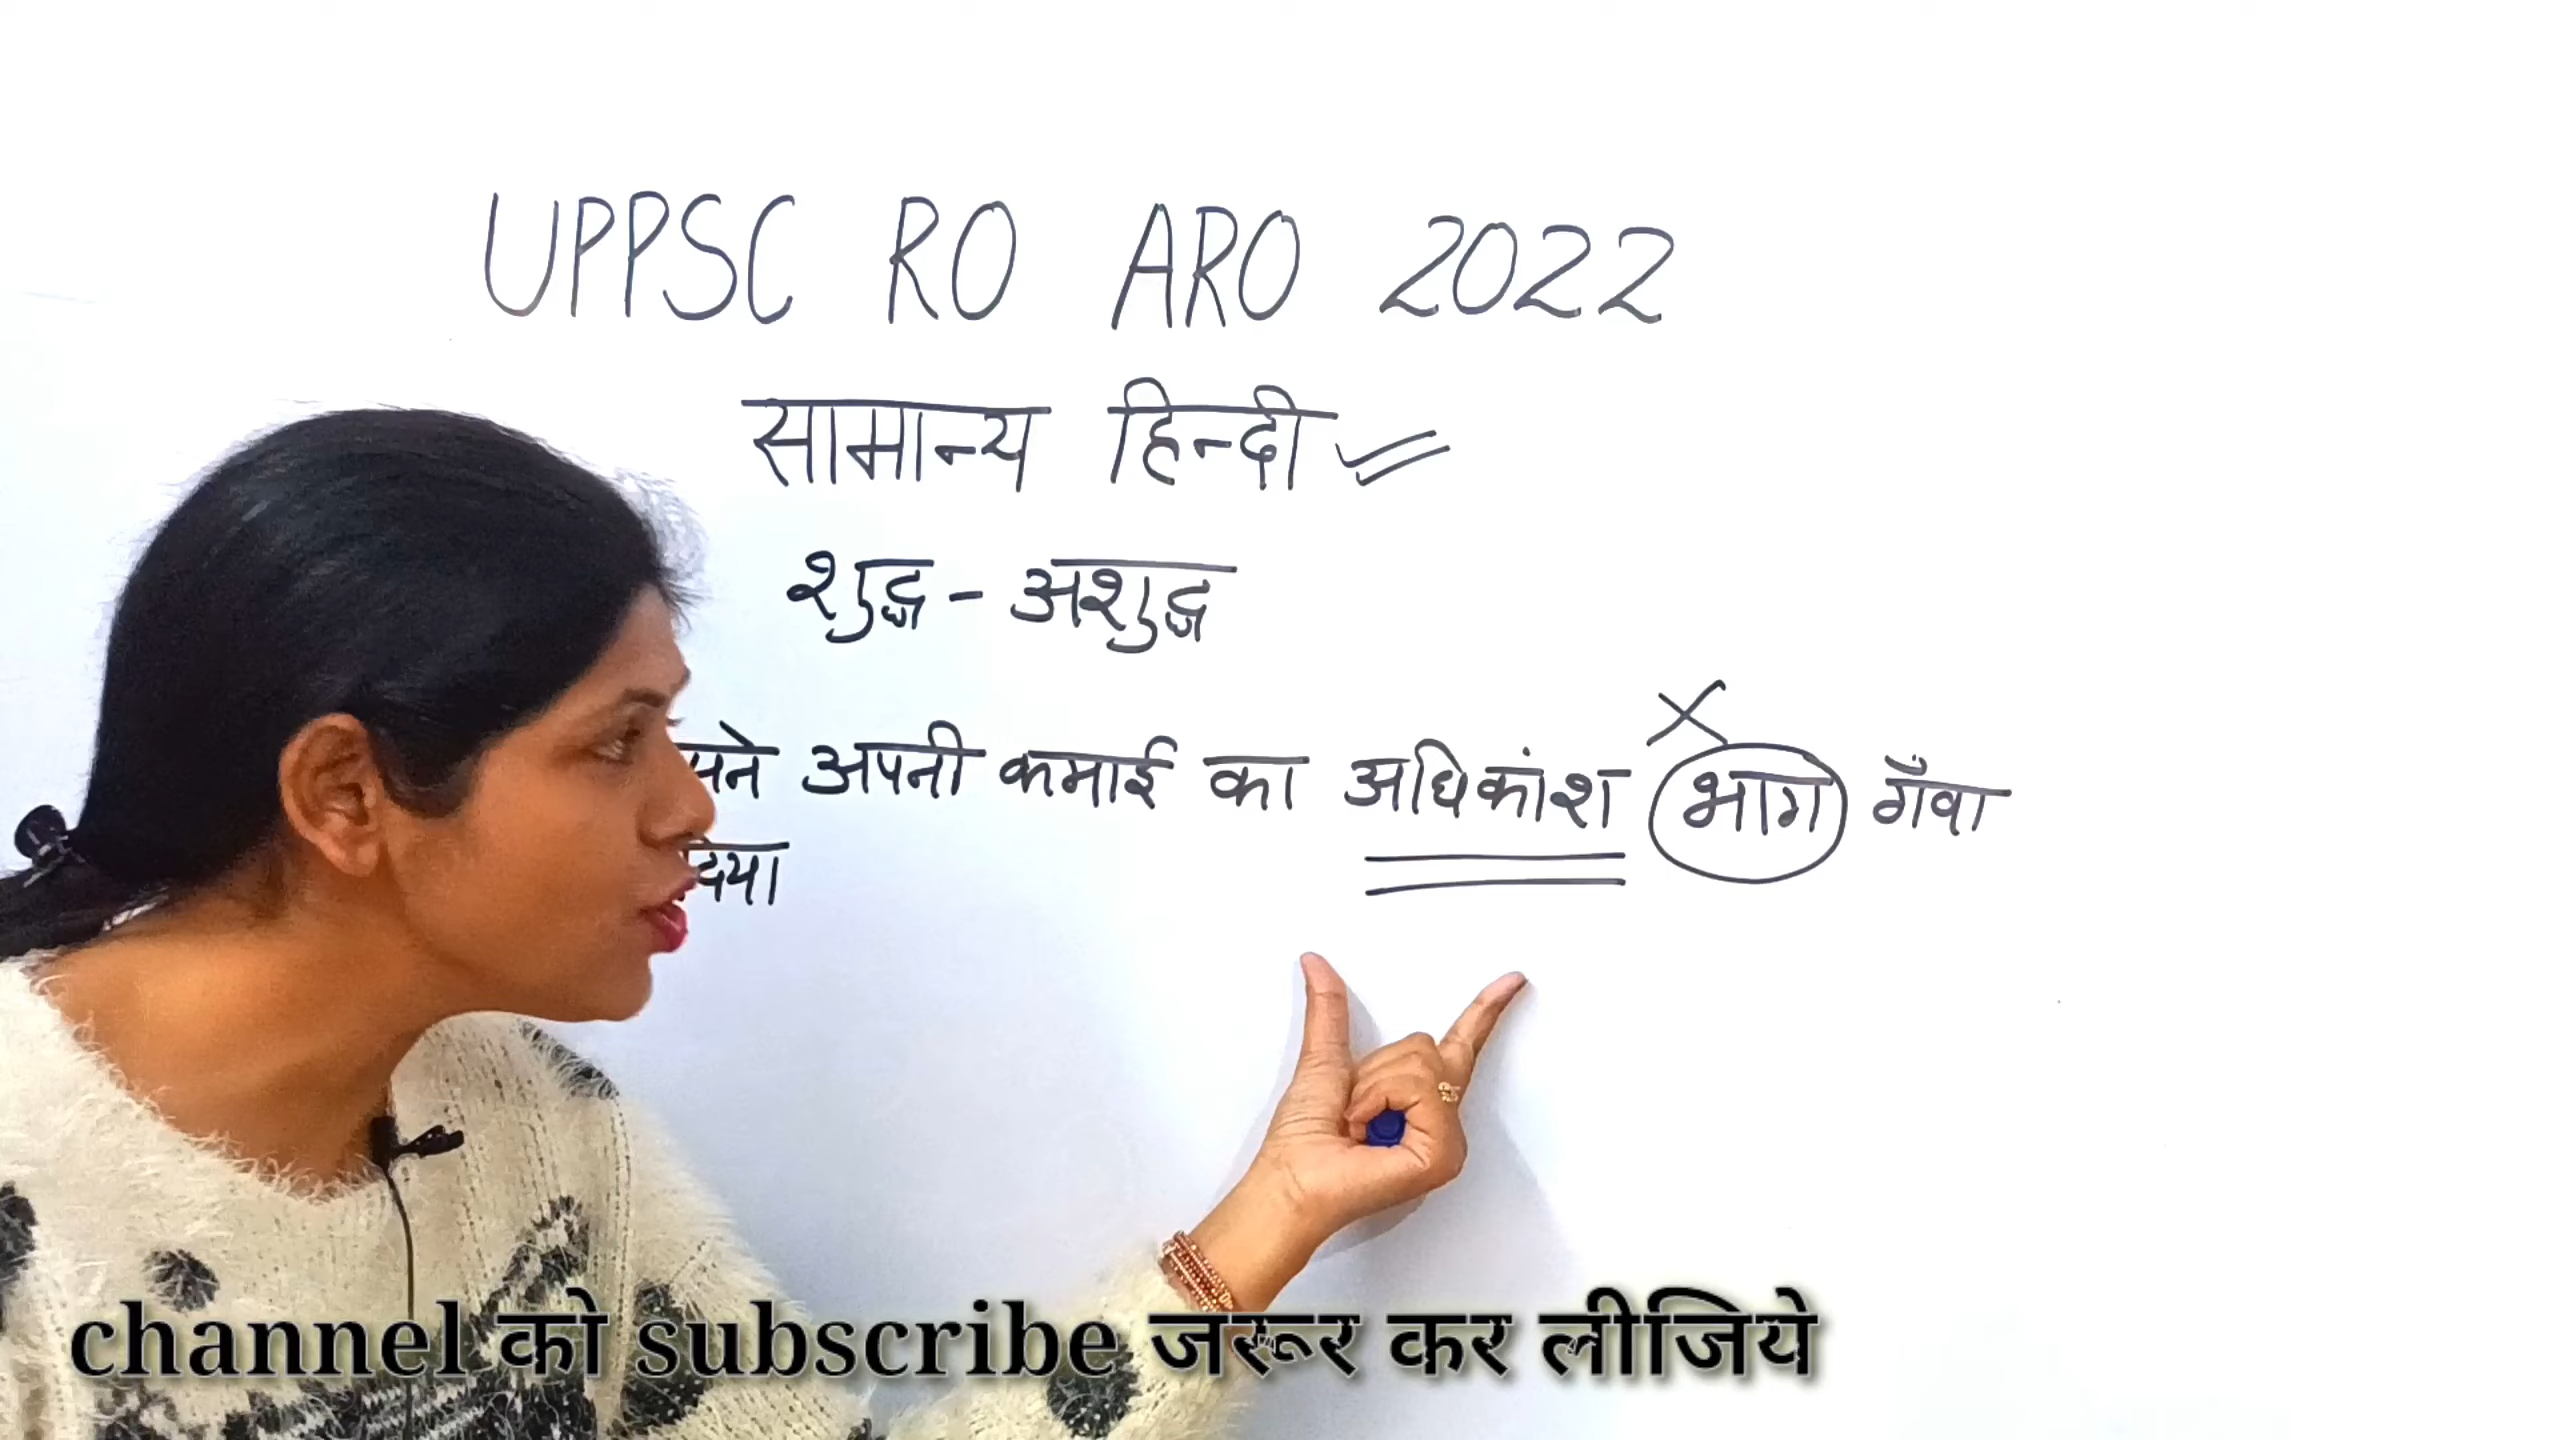 UPPSC RO ARO 2022
सामान्य हिन्दी
शुद्ध - अशुद्ध
अपनी कमाई का अधिकांश भाग गँवा
channel को subscribe जरूर कर लीजिये